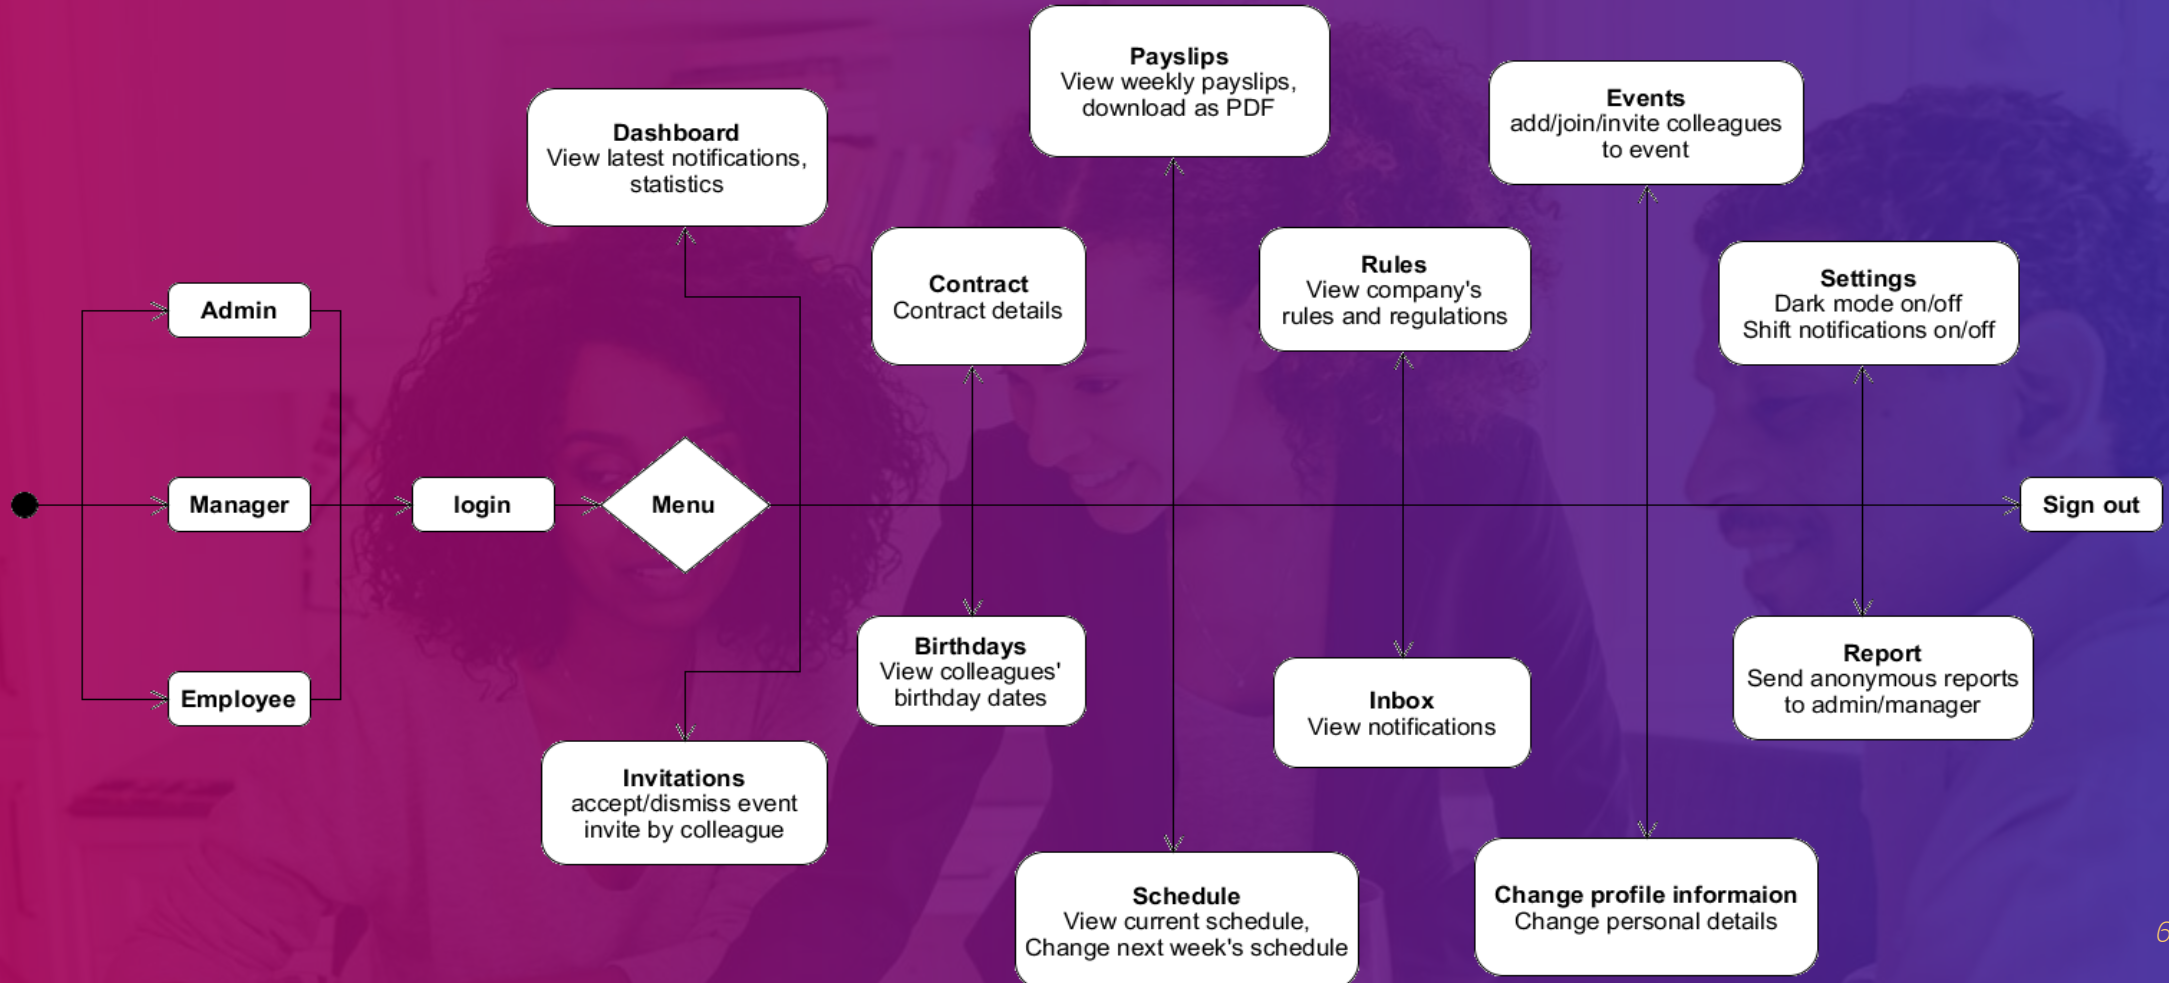 Payslips
View weekly payslips,
download as PDF
Events
add/join/invite colleagues
to event
Dashboard
View latest notifications,
statistics
Contract
Contract details
Rules
View company's
rules and regulations
Settings
Dark mode on/off
Shift notifications on/off
Admin
Manager
login
Menu
Sign out
Employee
Birthdays
View colleagues'
birthday dates
Inbox
View notifications
Report
Send anonymous reports
to admin/manager
Invitations
accept/dismiss event
invite by colleague
Schedule
View current schedule,
Change next week's schedule
Change profile informaion
Change personal details
6